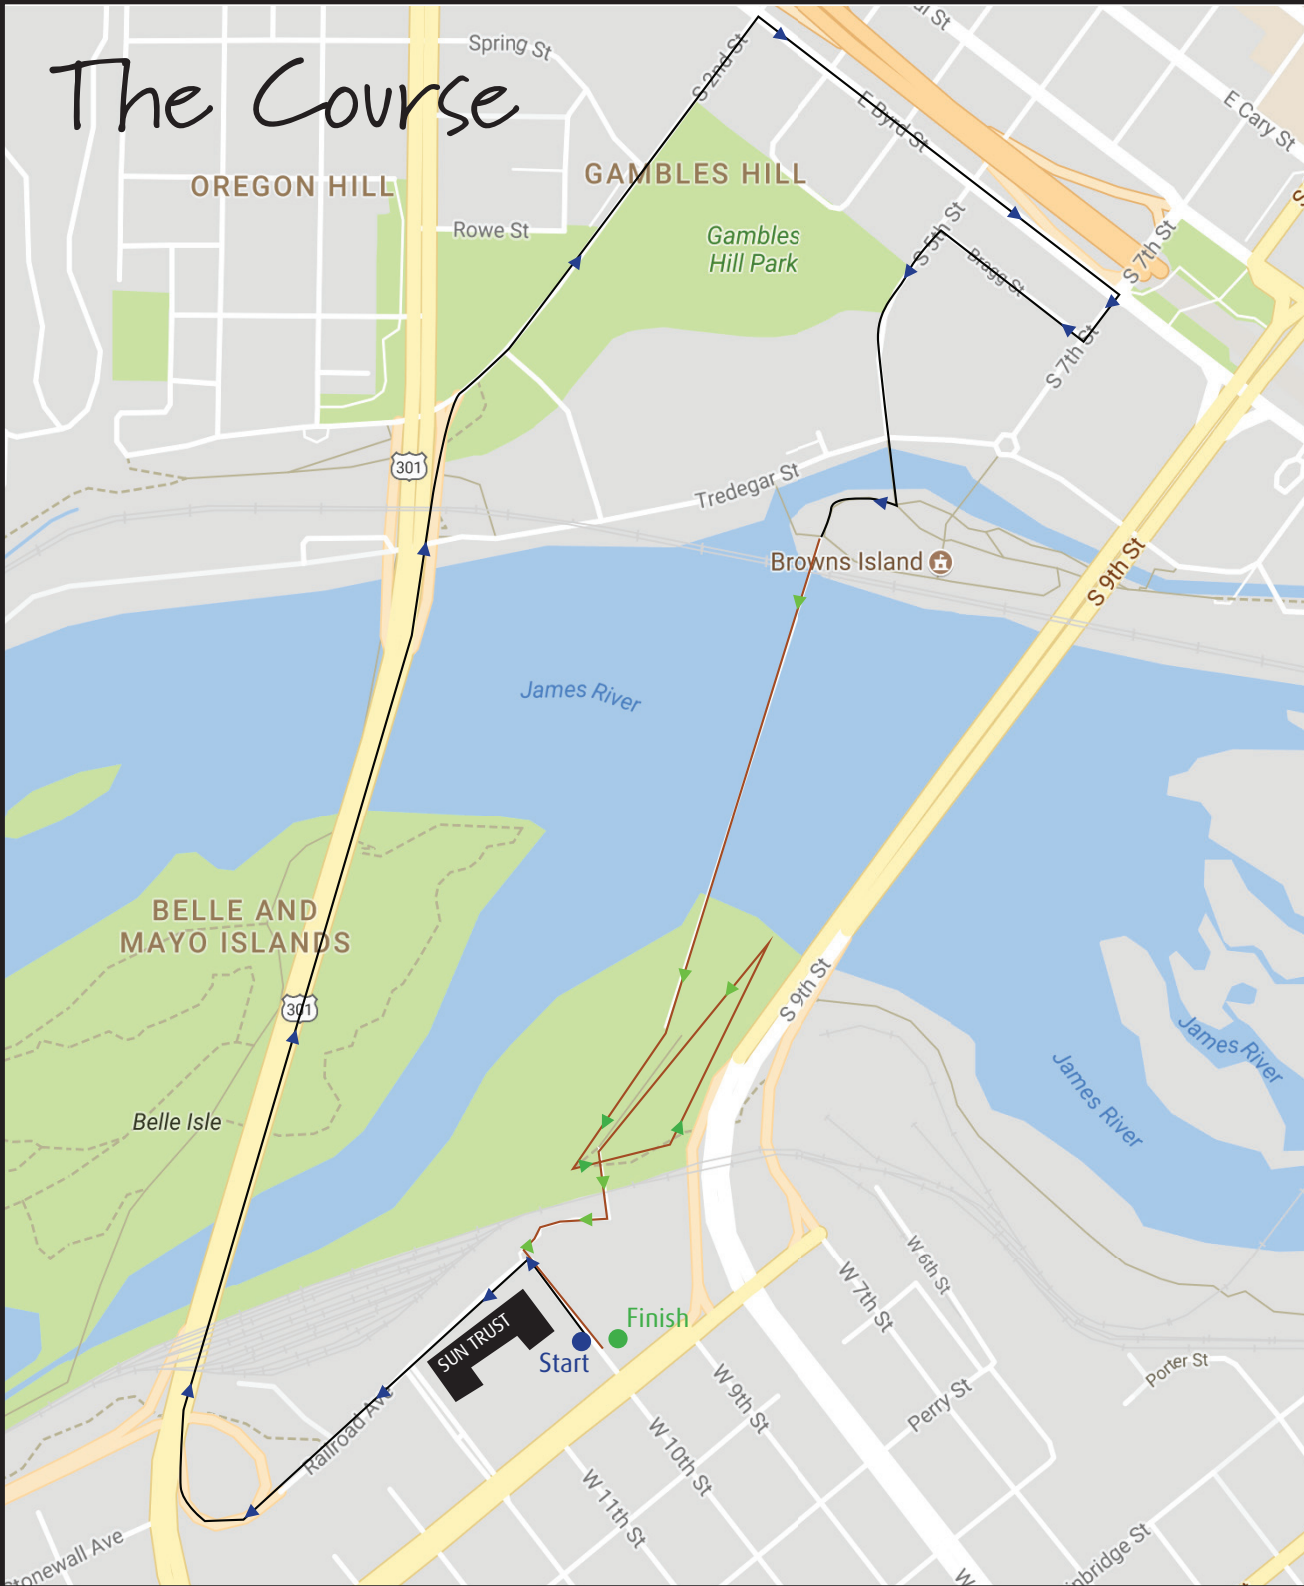 The Course
Spring St
OREGON HILL
GAMBLES HILL
Rowe St
Gambles
Hill Park
S 2nd St
E Byrd St
E Cary St
S 5th St
Bragg St
S 7th St
S 7th St
301
Tredegar St
Browns Island
S 9th St
James River
BELLE AND
MAYO ISLANDS
301
S 9th St
James River
James River
Belle Isle
SUN TRUST
Start
Finish
Railroad Ave
W 6th St
W 7th St
Porter St
Perry St
W 9th St
W 10th St
W 11th St
tonewall Ave
nbridge St
W